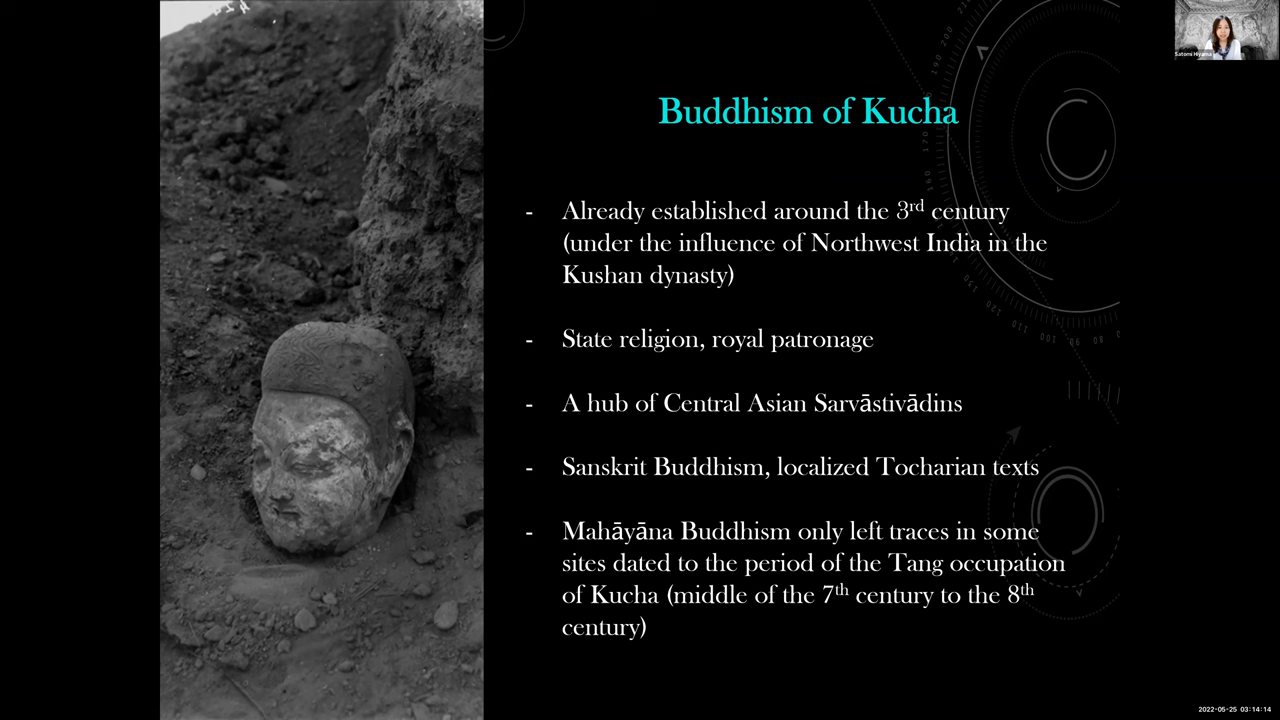 Satomi Hiyama
Buddhism of Kucha
- Already established around the 3rd century
(under the influence of Northwest India in the
Kushan dynasty)
- State religion, royal patronage
- A hub of Central Asian Sarvāstivādins
- Sanskrit Buddhism, localized Tocharian texts
- Mahāyāna Buddhism only left traces in some
sites dated to the period of the Tang occupation
of Kucha (middle of the 7th century to the 8th
century)
2022-05-25 03:14:14